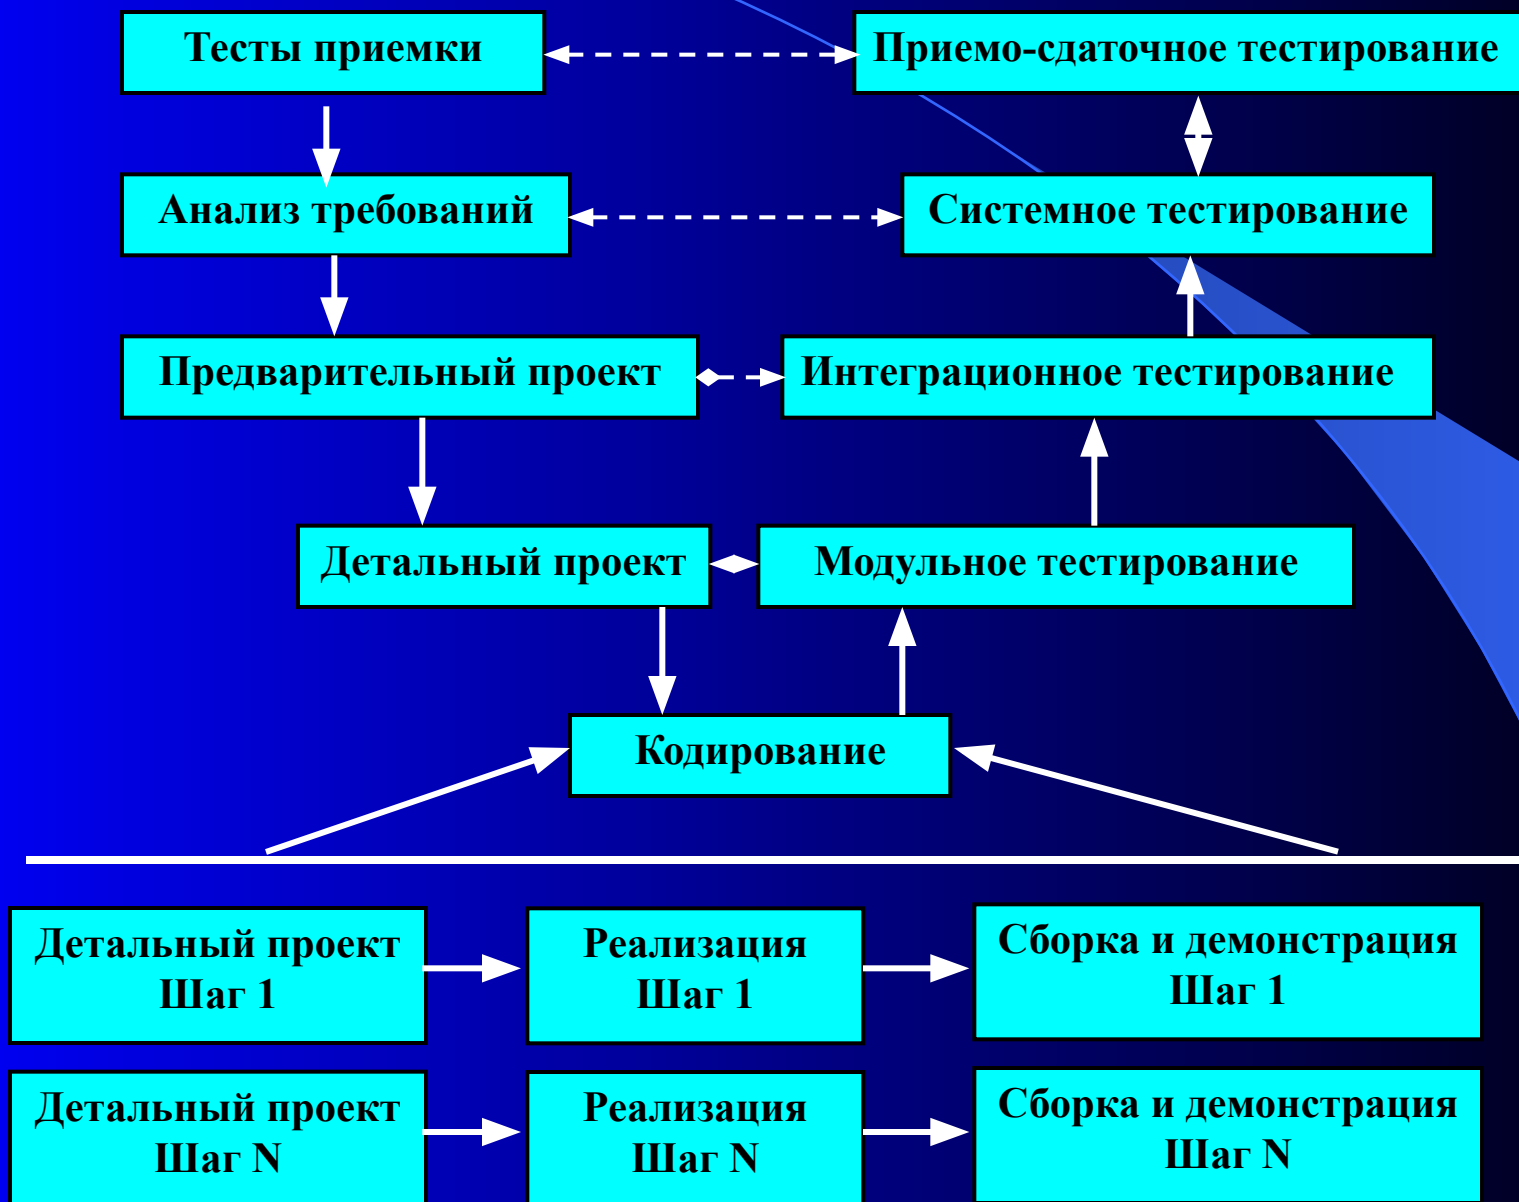 Тесты приемки
Приемо-сдаточное тестирование
Анализ требований
Системное тестирование
Предварительный проект
Интеграционное тестирование
Детальный проект
Модульное тестирование
Кодирование
Детальный проект
Шаг 1
Реализация
Шаг 1
Сборка и демонстрация
Шаг 1
Детальный проект
Шаг N
Реализация
Шаг N
Сборка и демонстрация
Шаг N